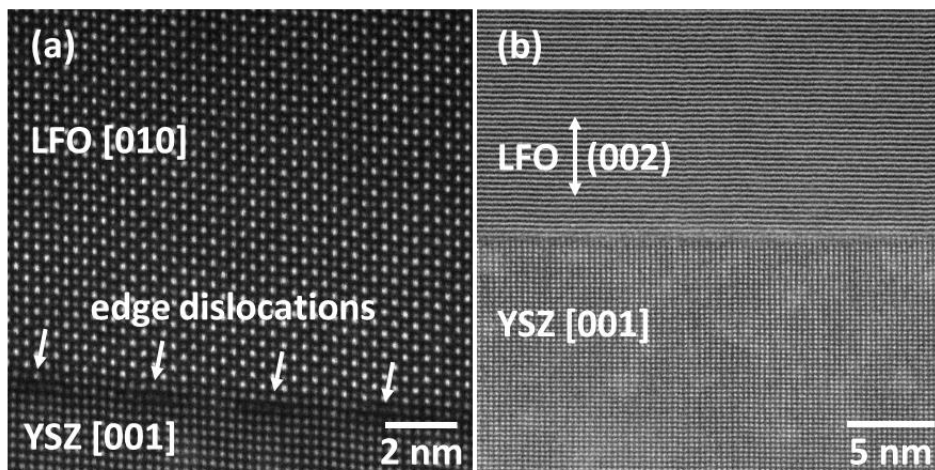 (a)
LFO [010]
edge dislocations
YSZ [001]
2 nm
(b)
LFO (002)
YSZ [001]
5 nm